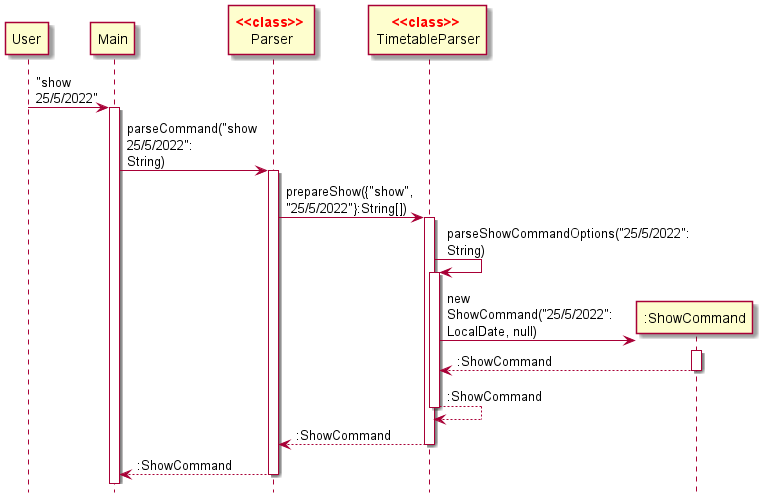 <<class>>
<<class>>
User
Main
Parser
TimetableParser
"show
25/5/2022"
parseCommand("show
25/5/2022":
String)
prepareShow({"show",
"25/5/2022"}:String[])
parseShowCommandOptions("25/5/2022":
String)
new
ShowCommand("25/5/2022":
LocalDate, null)
:ShowCommand
:ShowCommand
:ShowCommand
:ShowCommand
:ShowCommand